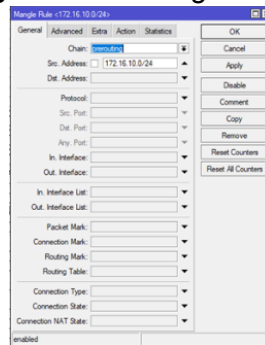 Mangle Rule <172.16.10.0/24>
General Advanced Extra Action Statistics
Chain: prerouting
Src. Address: 172.16.10.0/24
Dst. Address:
Protocol:
Src. Port:
Dst. Port:
Any. Port:
In. Interface:
Out. Interface:
In. Interface List:
Out. Interface List:
Packet Mark:
Connection Mark:
Routing Mark:
Routing Table:
Connection Type:
Connection State:
Connection NAT State:
OK
Cancel
Apply
Disable
Comment
Copy
Remove
Reset Counters
Reset All Counters
enabled